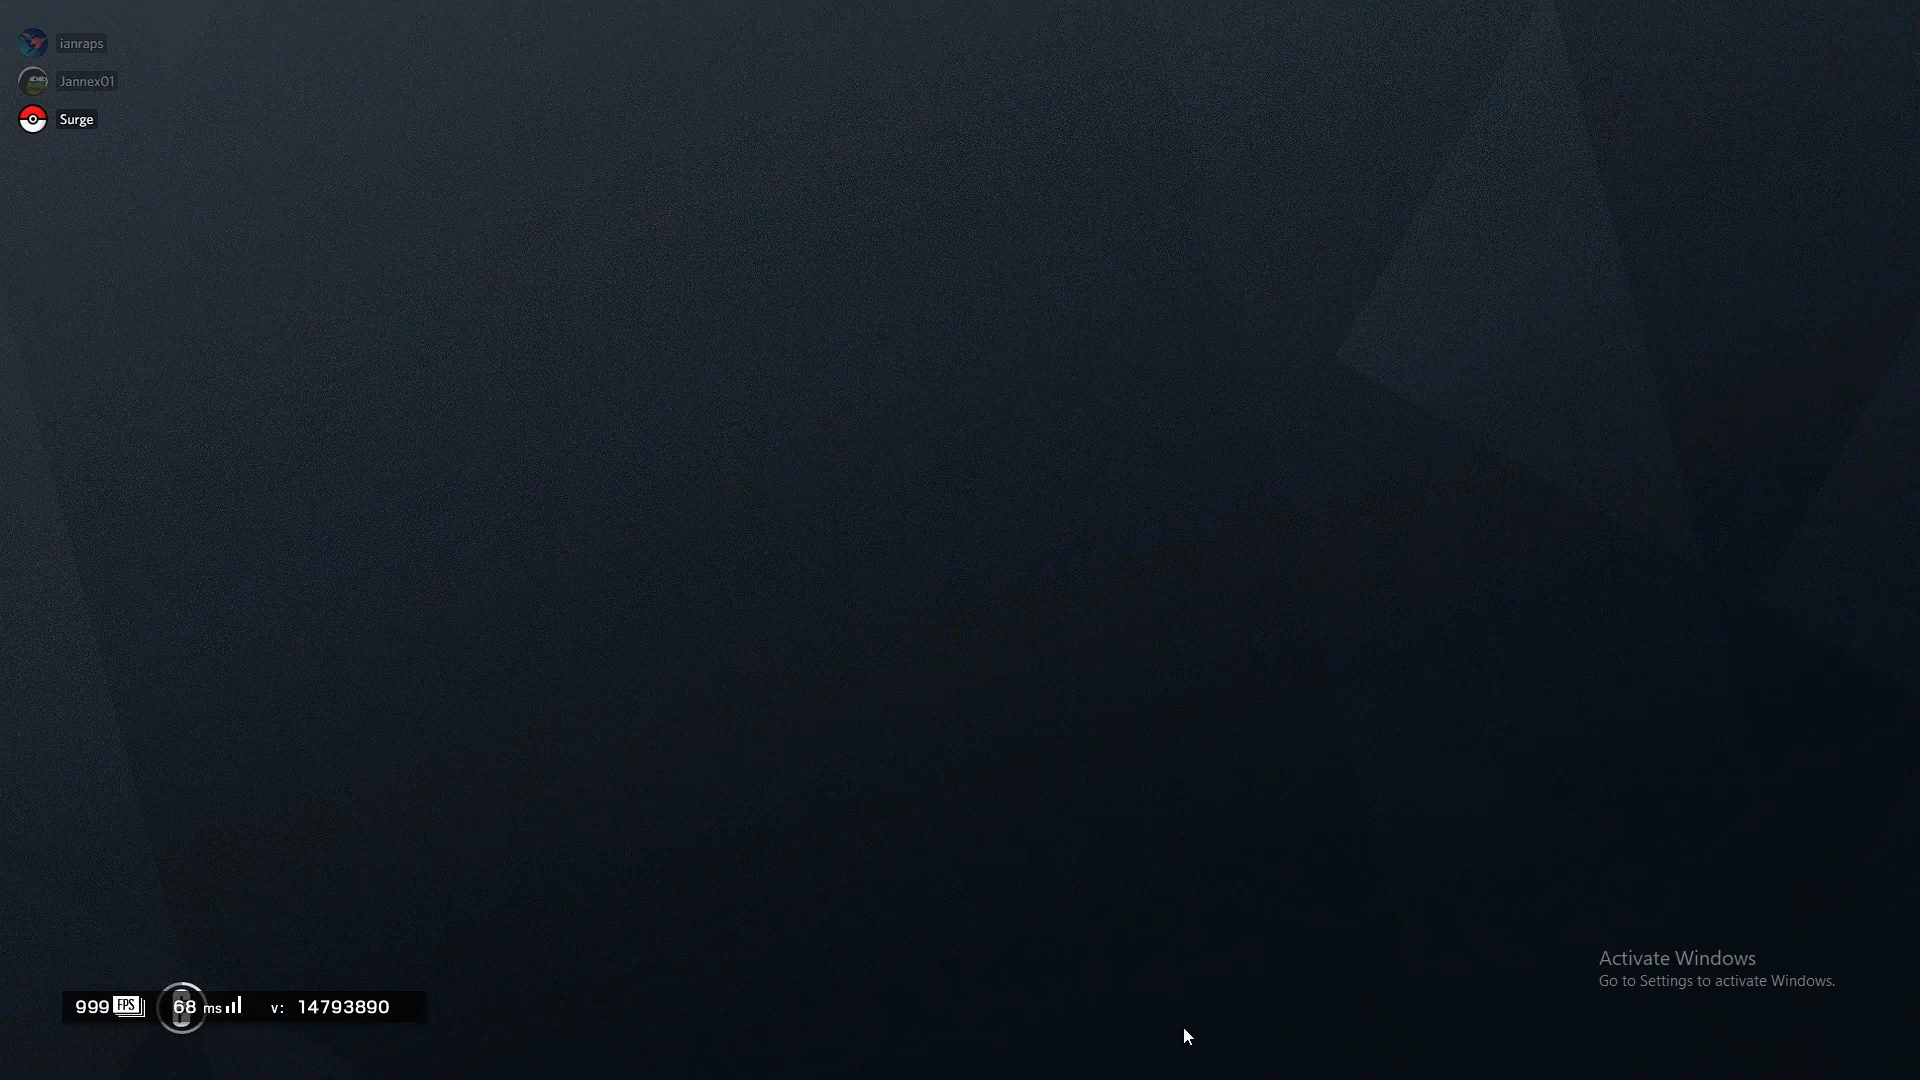 ianraps
Jannex01
Surge
999 FPS 68 ms v: 14793890
Activate Windows
Go to Settings to activate Windows.